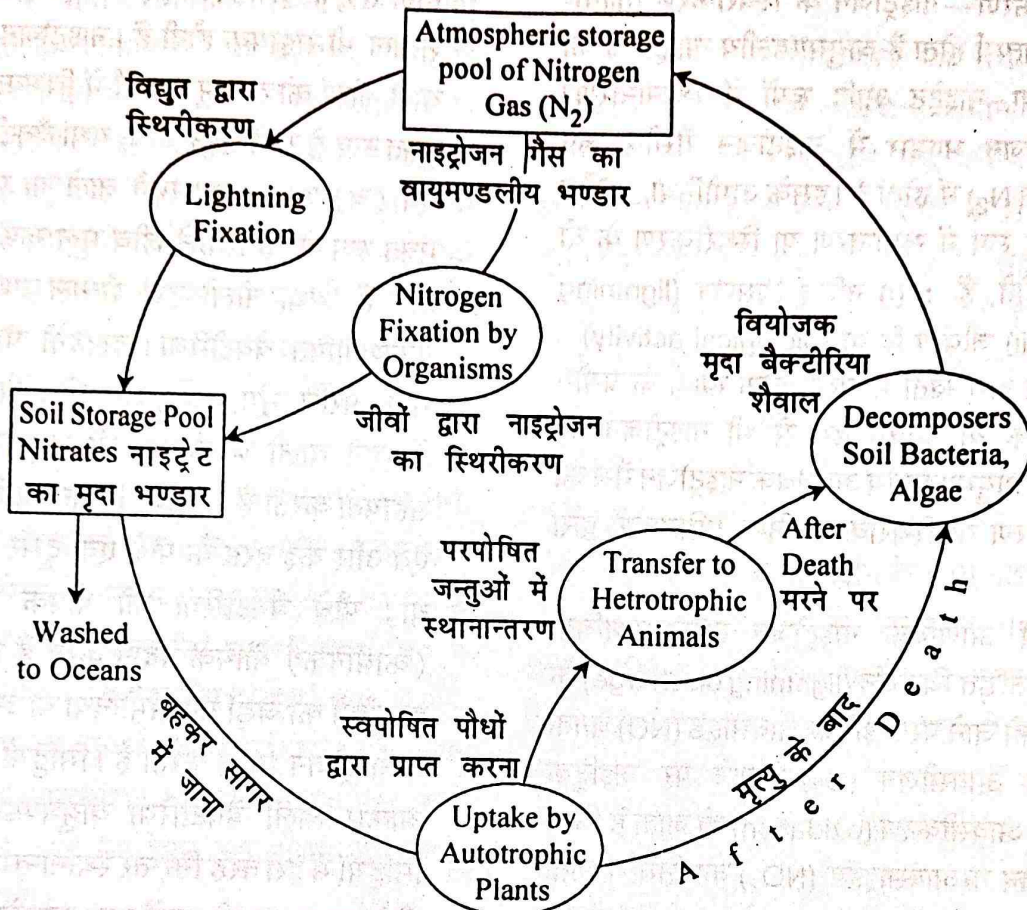 Atmospheric storage
pool of Nitrogen
Gas (N₂)
नाइट्रोजन गैस का
वायुमण्डलीय भण्डार
विद्युत द्वारा
स्थिरीकरण
Lightning
Fixation
Nitrogen
Fixation by
Organisms
जीवों द्वारा नाइट्रोजन
का स्थिरीकरण
वियोजक
मृदा बैक्टीरिया
शैवाल
Decomposers
Soil Bacteria,
Algae
Soil Storage Pool
Nitrates नाइट्रेट
का मृदा भण्डार
Washed
to Oceans
बहकर सागर
में जाना
परपोषित
जन्तुओं में
स्थानान्तरण
Transfer to
Hetrotrophic
Animals
After
Death
मरने पर
स्वपोषित पौधों
द्वारा प्राप्त करना
Uptake by
Autotrophic
Plants
मृत्यु के बाद
After Death